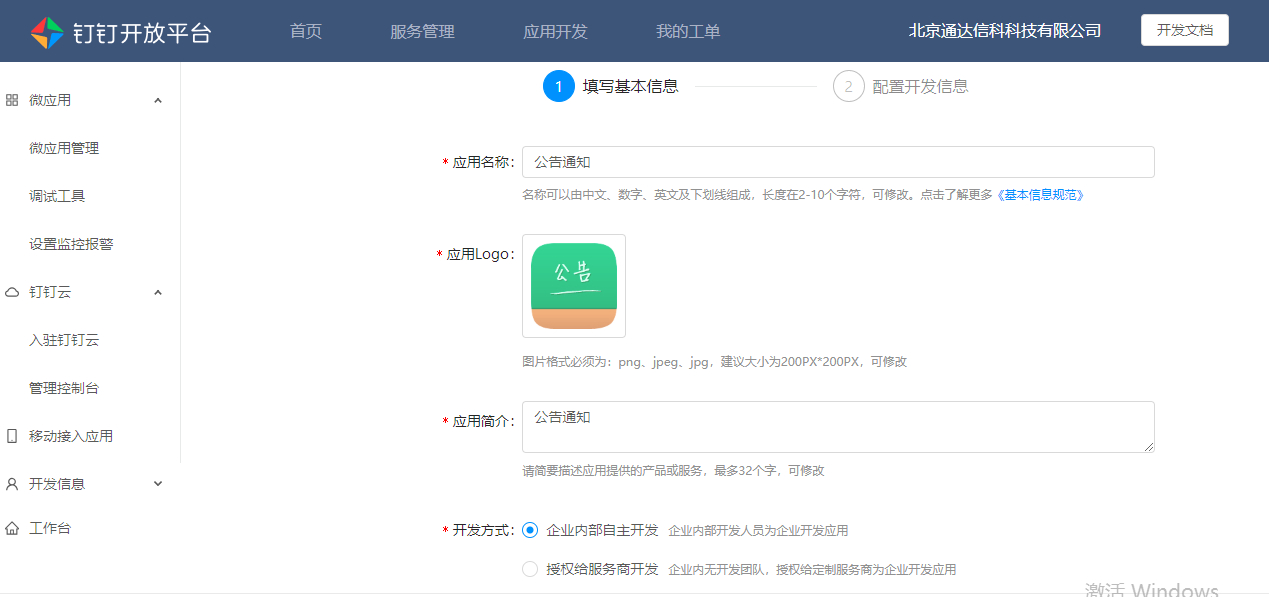 钉钉开放平台 首页 服务管理 应用开发 我的工单 北京通达信科科技有限公司 开发文档
1 填写基本信息 2 配置开发信息
微应用
微应用管理
调试工具
设置监控报警
钉钉云
入驻钉钉云
管理控制台
移动接入应用
开发信息
工作台
* 应用名称: 公告通知
名称可以由中文、数字、英文及下划线组成，长度在2-10个字符，可修改。点击了解更多《基本信息规范》
* 应用Logo:
公告
图片格式必须为：png、jpeg、jpg，建议大小为200PX*200PX，可修改
* 应用简介: 公告通知
请简要描述应用提供的产品或服务，最多32个字，可修改
* 开发方式: 企业内部自主开发 企业内部开发人员为企业开发应用
授权给服务商开发 企业内无开发团队，授权给定制服务商为企业开发应用
激活 Windows